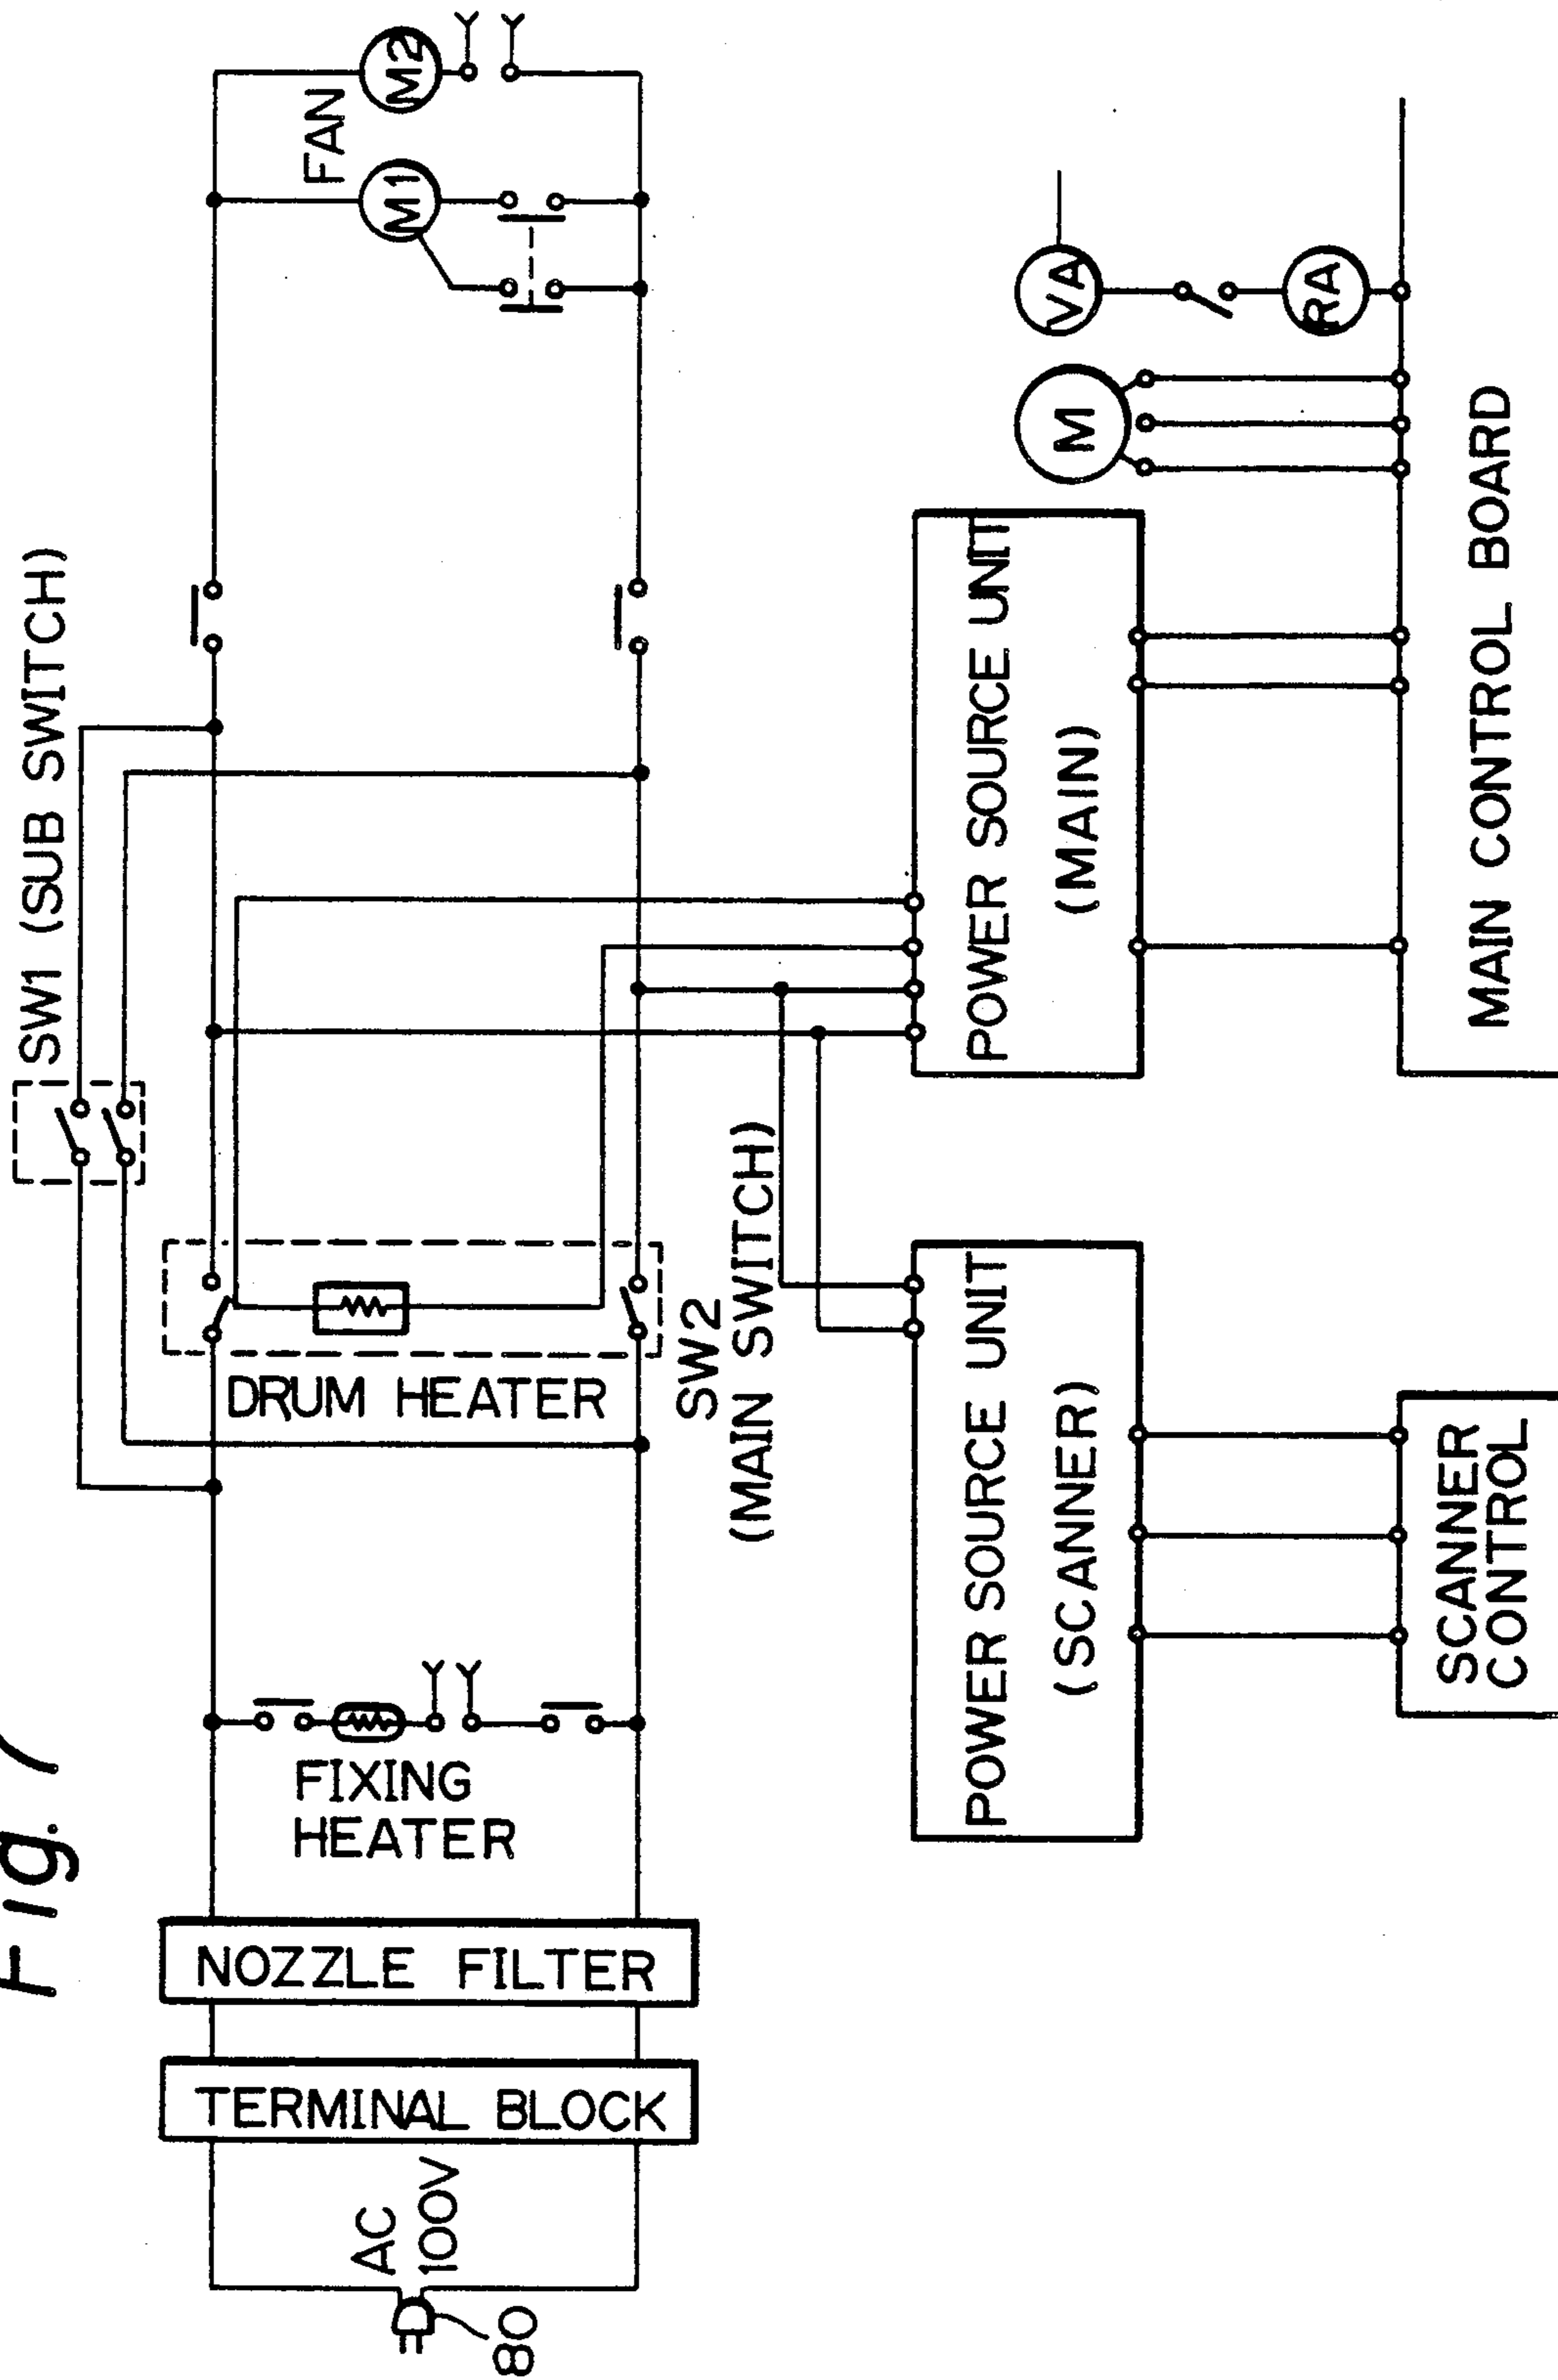 Fig. 7
SW1 (SUB SWITCH)
FAN
M1
M2
DRUM HEATER
SW2
(MAIN SWITCH)
FIXING
HEATER
NOZZLE FILTER
TERMINAL BLOCK
AC
100V
80
POWER SOURCE UNIT
(SCANNER)
POWER SOURCE UNIT
(MAIN)
M
VA
RA
SCANNER
CONTROL
MAIN CONTROL BOARD